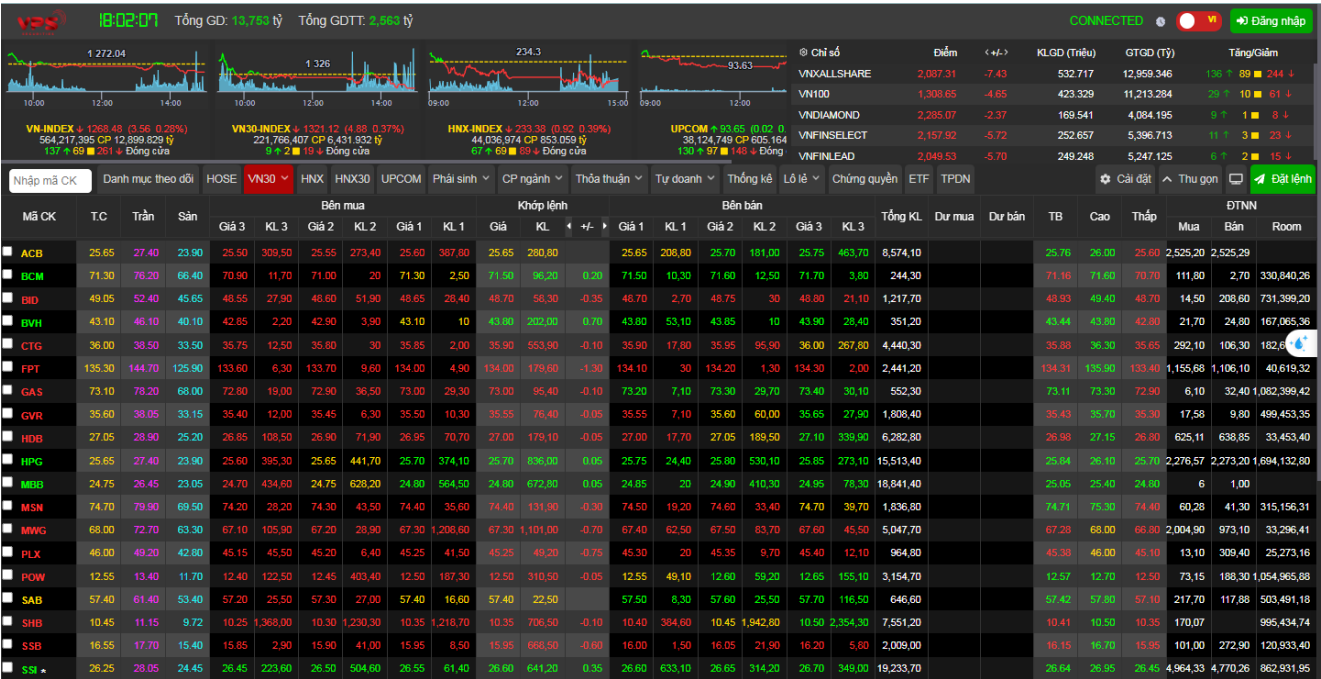 VPS 18:02:07 Tổng GD: 13,753 tỷ Tổng GDTT: 2,563 tỷ CONNECTED VI Đăng nhập
1 272.04
10:00 12:00 14:00
VN-INDEX ↓ 1268.48 (3.56 0.28%)
564,217,395 CP 12,899.829 tỷ
137 ↑ 69 ■ 261 ↓ Đóng cửa
1 326
10:00 12:00 14:00
VN30-INDEX ↓ 1321.12 (4.88 0.37%)
221,766,407 CP 6,431.932 tỷ
9 ↑ 2 ■ 19 ↓ Đóng cửa
234.3
09:00 12:00 15:00
HNX-INDEX ↓ 233.38 (0.92 0.39%)
44,036,974 CP 853.059 tỷ
67 ↑ 69 ■ 89 ↓ Đóng cửa
93.63
09:00 12:00
UPCOM ↑ 93.65 (0.02 0.
38,124,749 CP 605.164
130 ↑ 97 ■ 148 ↓ Đóng
Chỉ số Điểm <+/-> KLGD (Triệu) GTGD (Tỷ) Tăng/Giảm
VNXALLSHARE 2,087.31 -7.43 532.717 12,959.346 136 ↑ 89 ■ 244 ↓
VN100 1,308.65 -4.65 423.329 11,213.284 29 ↑ 10 ■ 61 ↓
VNDIAMOND 2,285.07 -2.37 169.541 4,084.195 9 ↑ 1 ■ 8 ↓
VNFINSELECT 2,157.92 -5.72 252.657 5,396.713 11 ↑ 3 ■ 23 ↓
VNFINLEAD 2,049.53 -5.70 249.248 5,247.125 6 ↑ 2 ■ 15 ↓
Nhập mã CK Danh mục theo dõi HOSE VN30 HNX HNX30 UPCOM Phái sinh CP ngành Thỏa thuận Tự doanh Thống kê Lô lẻ Chứng quyền ETF TPDN Cài đặt Thu gọn Đặt lệnh
Mã CK T.C Trần Sàn Bên mua Khớp lệnh Bên bán Tổng KL Dư mua Dư bán TB Cao Thấp ĐTNN
Giá 3 KL 3 Giá 2 KL 2 Giá 1 KL 1 Giá KL +/- Giá 1 KL 1 Giá 2 KL 2 Giá 3 KL 3 Mua Bán Room
ACB 25.65 27.40 23.90 25.50 309,50 25.55 273,40 25.60 387,80 25.65 280,80 25.65 208,80 25.70 181,00 25.75 463,70 8,574,10 25.76 26.00 25.60 2,525,20 2,525,29
BCM 71.30 76.20 66.40 70.90 11,70 71.00 20 71.30 2,50 71.50 96,20 0.20 71.50 10,30 71.60 12,50 71.70 3,80 244,30 71.16 71.60 70.70 111,80 2,70 330,840,26
BID 49.05 52.40 45.65 48.55 27,90 48.60 51,90 48.65 28,40 48.70 58,30 -0.35 48.70 2,70 48.75 30 48.80 21,10 1,217,70 48.93 49.40 48.70 14,50 208,60 731,399,20
BVH 43.10 46.10 40.10 42.85 2,20 42.90 3,90 43.10 10 43.80 202,00 0.70 43.80 53,10 43.85 10 43.90 28,40 351,20 43.44 43.80 42.80 21,70 24,80 167,065,36
CTG 36.00 38.50 33.50 35.75 12,50 35.80 30 35.85 2,00 35.90 553,90 -0.10 35.90 17,80 35.95 95,90 36.00 267,80 4,440,30 35.88 36.30 35.65 292,10 106,30 182,6
FPT 135.30 144.70 125.90 133.60 6,30 133.70 9,60 134.00 4,90 134.00 179,60 -1.30 134.10 30 134.20 1,30 134.30 2,00 2,441,20 134.31 135.90 133.40 1,155,68 1,106,10 40,619,32
GAS 73.10 78.20 68.00 72.80 19,00 72.90 36,50 73.00 29,30 73.00 95,40 -0.10 73.20 7,10 73.30 29,70 73.40 30,10 552,30 73.11 73.30 72.90 6,10 32,40 1,082,399,42
GVR 35.60 38.05 33.15 35.40 12,00 35.45 6,30 35.50 10,30 35.55 76,40 -0.05 35.55 7,10 35.60 60,00 35.65 27,90 1,808,40 35.43 35.70 35.30 17,58 9,80 499,453,35
HDB 27.05 28.90 25.20 26.85 108,50 26.90 71,90 26.95 70,70 27.00 179,10 -0.05 27.00 17,70 27.05 189,50 27.10 339,90 6,282,80 26.98 27.15 26.80 625,11 638,85 33,453,40
HPG 25.65 27.40 23.90 25.60 395,30 25.65 441,70 25.70 374,10 25.70 836,00 0.05 25.75 24,40 25.80 530,10 25.85 273,10 15,513,40 25.84 26.10 25.70 2,276,57 2,273,20 1,694,132,80
MBB 24.75 26.45 23.05 24.70 434,60 24.75 628,20 24.80 564,50 24.80 672,80 0.05 24.85 20 24.90 410,30 24.95 78,30 18,841,40 25.05 25.40 24.80 6 1,00
MSN 74.70 79.90 69.50 74.20 28,20 74.30 43,50 74.40 35,60 74.40 131,90 -0.30 74.50 19,20 74.60 33,40 74.70 39,70 1,836,80 74.71 75.30 74.40 60,28 41,30 315,156,31
MWG 68.00 72.70 63.30 67.10 105,90 67.20 28,90 67.30 1,208,60 67.30 1,101,00 -0.70 67.40 62,50 67.50 83,70 67.60 45,50 5,047,70 67.28 68.00 66.80 2,004,90 973,10 33,296,41
PLX 46.00 49.20 42.80 45.15 45,50 45.20 6,40 45.25 41,50 45.25 49,20 -0.75 45.30 20 45.35 9,70 45.40 12,10 964,80 45.38 46.00 45.10 13,10 309,40 25,273,16
POW 12.55 13.40 11.70 12.40 122,50 12.45 403,40 12.50 187,30 12.50 310,50 -0.05 12.55 49,10 12.60 59,20 12.65 155,10 3,154,70 12.57 12.70 12.50 73,15 188,30 1,054,965,88
SAB 57.40 61.40 53.40 57.20 25,50 57.30 27,00 57.40 16,60 57.40 22,50 57.50 8,30 57.60 25,50 57.70 116,50 646,60 57.42 57.80 57.10 217,70 117,88 503,491,18
SHB 10.45 11.15 9.72 10.25 1,368,00 10.30 1,230,30 10.35 1,218,70 10.35 706,50 -0.10 10.40 384,60 10.45 1,942,80 10.50 2,354,30 7,551,20 10.41 10.50 10.35 170,07 995,434,74
SSB 16.55 17.70 15.40 15.85 2,90 15.90 41,00 15.95 8,50 15.95 666,50 -0.60 16.00 1,50 16.05 21,90 16.20 5,80 2,009,00 16.15 16.70 15.95 101,00 272,90 120,933,40
SSI * 26.25 28.05 24.45 26.45 223,60 26.50 504,60 26.55 61,40 26.60 641,20 0.35 26.60 633,10 26.65 314,20 26.70 349,00 19,233,70 26.64 26.95 26.45 4,964,33 4,770,26 862,931,95